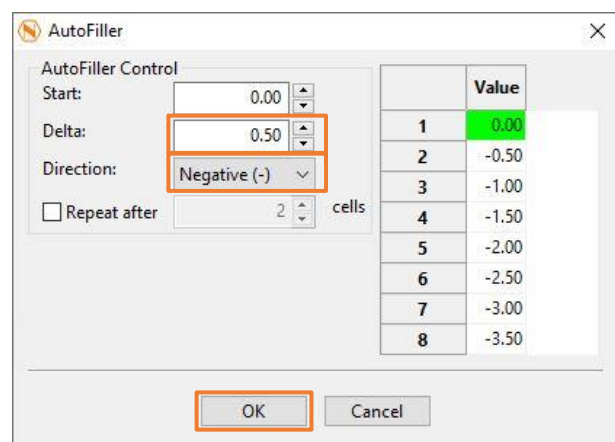 AutoFiller
AutoFiller Control
Start: 0.00
Delta: 0.50
Direction: Negative (-)
Repeat after 2 cells
Value
1 0.00
2 -0.50
3 -1.00
4 -1.50
5 -2.00
6 -2.50
7 -3.00
8 -3.50
OK Cancel